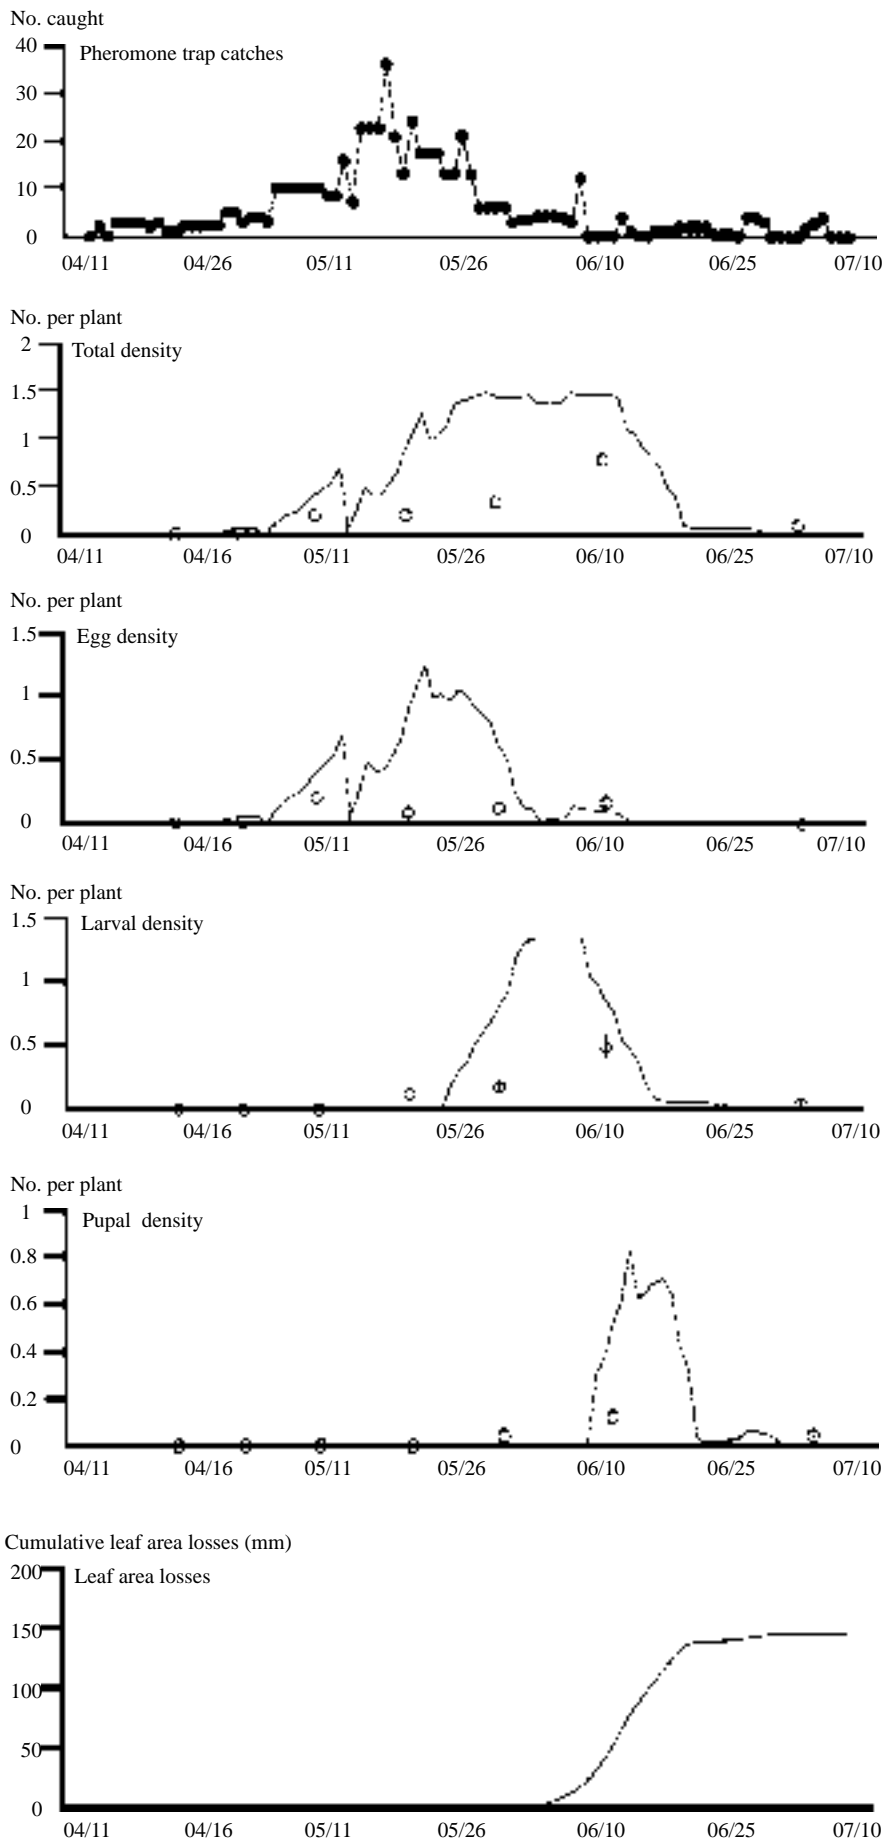 No. caught
Pheromone trap catches
40
30
20
10
0
04/11 04/26 05/11 05/26 06/10 06/25 07/10
No. per plant
Total density
2
1.5
1
0.5
0
04/11 04/16 05/11 05/26 06/10 06/25 07/10
No. per plant
Egg density
1.5
1
0.5
0
04/11 04/16 05/11 05/26 06/10 06/25 07/10
No. per plant
Larval density
1.5
1
0.5
0
04/11 04/16 05/11 05/26 06/10 06/25 07/10
No. per plant
Pupal density
1
0.8
0.6
0.4
0.2
0
04/11 04/16 05/11 05/26 06/10 06/25 07/10
Cumulative leaf area losses (mm)
Leaf area losses
200
150
100
50
0
04/11 04/16 05/11 05/26 06/10 06/25 07/10